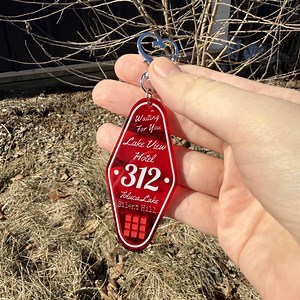 Waiting
For You
Lake View
Hotel
312
Toluca Lake
Silent Hill